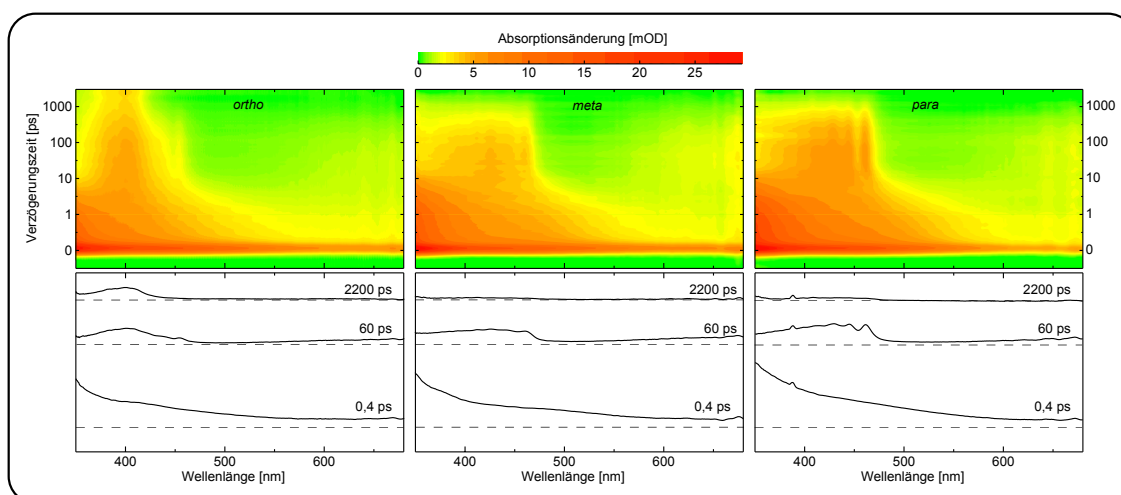 Absorptionsänderung [mOD]
0 5 10 15 20 25
Verzögerungszeit [ps]
1000
100
10
1
0
ortho
meta
para
1000
100
10
1
0
2200 ps
60 ps
0,4 ps
2200 ps
60 ps
0,4 ps
2200 ps
60 ps
0,4 ps
400 500 600
400 500 600
400 500 600
Wellenlänge [nm]
Wellenlänge [nm]
Wellenlänge [nm]